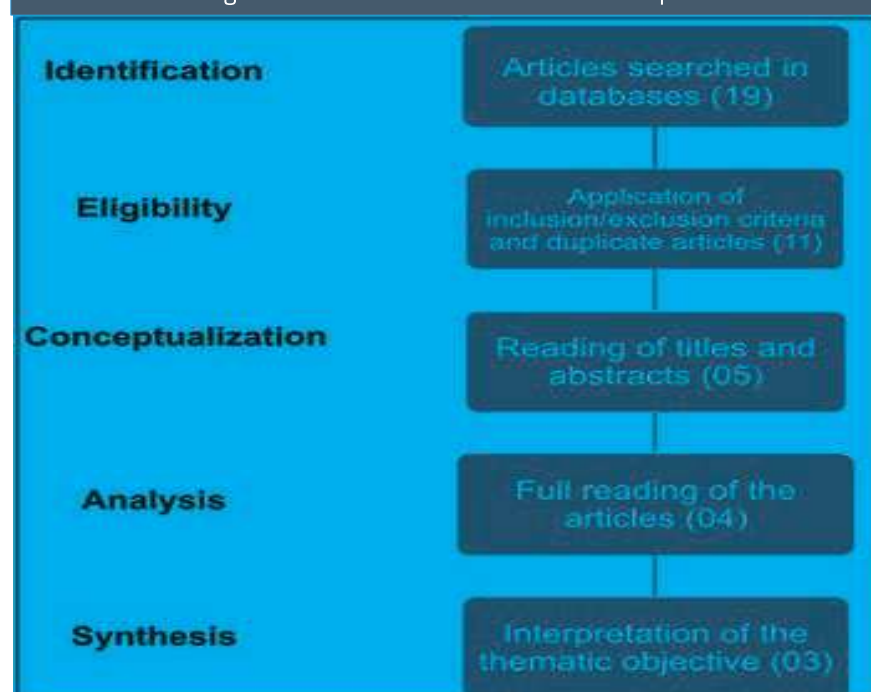 Identification
Articles searched in
databases (19)
Eligibility
Application of
inclusion/exclusion criteria
and duplicate articles (11)
Conceptualization
Reading of titles and
abstracts (05)
Analysis
Full reading of the
articles (04)
Synthesis
Interpretation of the
thematic objective (03)